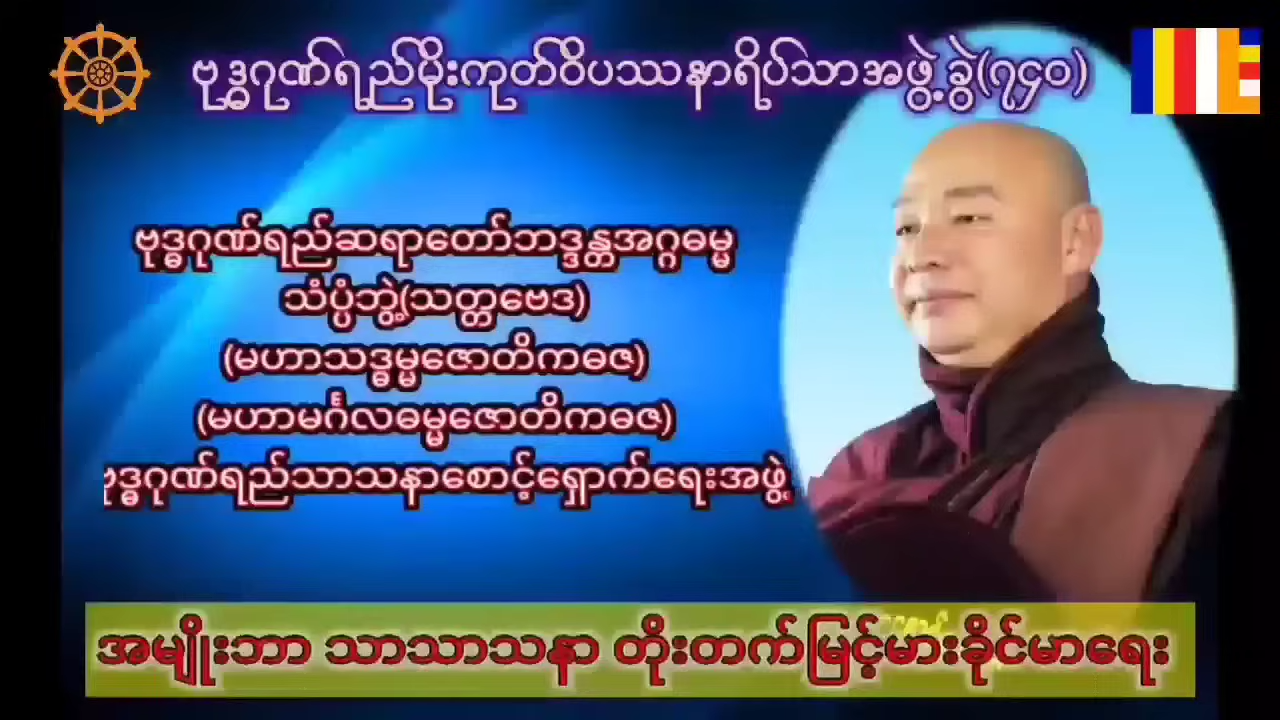 ဗုဒ္ဓဂုဏ်ရည်မိုးကုတ်ဝိပဿနာရိပ်သာအဖွဲ့ခွဲ(၇၄၀)
ဗုဒ္ဓဂုဏ်ရည်ဆရာတော်ဘဒ္ဒန္တအဂ္ဂဓမ္မ
သံပ္ပံဘွဲ့(သတ္တဗေဒ)
(မဟာသဒ္ဓမ္မဇောတိကဓဇ)
(မဟာမင်္ဂလဓမ္မဇောတိကဓဇ)
ဗုဒ္ဓဂုဏ်ရည်သာသနာစောင့်ရှောက်ရေးအဖွဲ့
အမျိုးဘာ သာသာသနာ တိုးတက်မြင့်မားခိုင်မာရေး